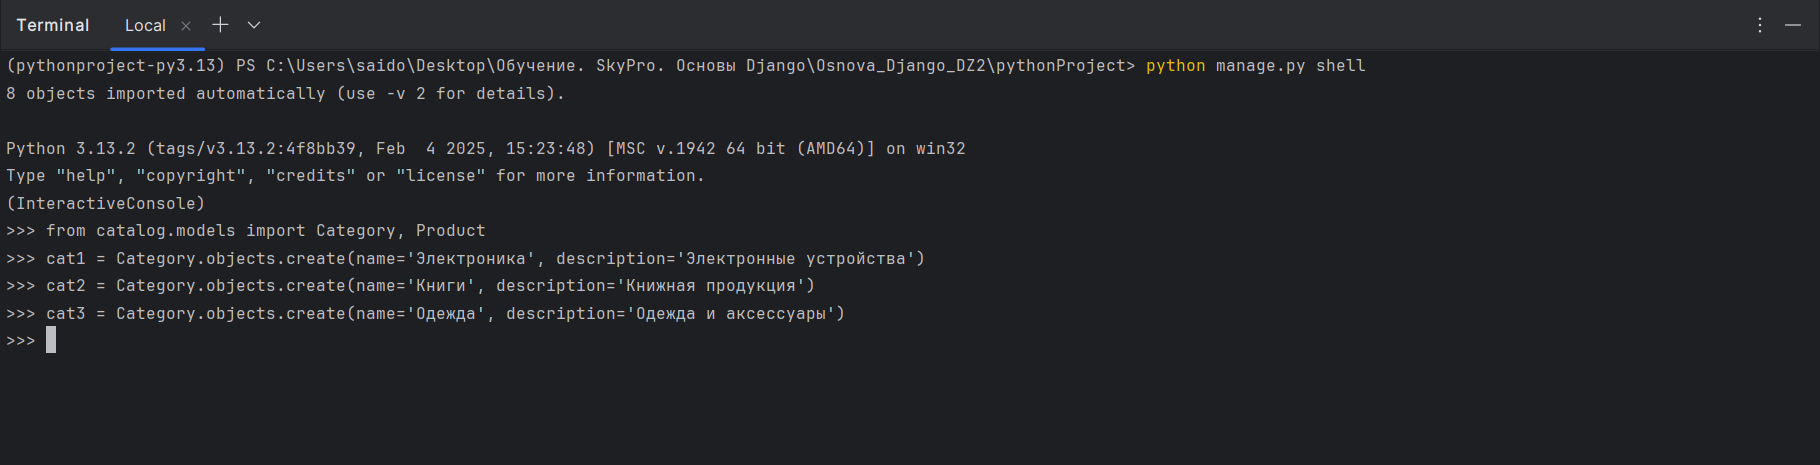 Terminal Local
(pythonproject-py3.13) PS C:\Users\saido\Desktop\Обучение. SkyPro. Основы Django\Osnova_Django_DZ2\pythonProject> python manage.py shell
8 objects imported automatically (use -v 2 for details).
Python 3.13.2 (tags/v3.13.2:4f8bb39, Feb  4 2025, 15:23:48) [MSC v.1942 64 bit (AMD64)] on win32
Type "help", "copyright", "credits" or "license" for more information.
(InteractiveConsole)
>>> from catalog.models import Category, Product
>>> cat1 = Category.objects.create(name='Электроника', description='Электронные устройства')
>>> cat2 = Category.objects.create(name='Книги', description='Книжная продукция')
>>> cat3 = Category.objects.create(name='Одежда', description='Одежда и аксессуары')
>>>